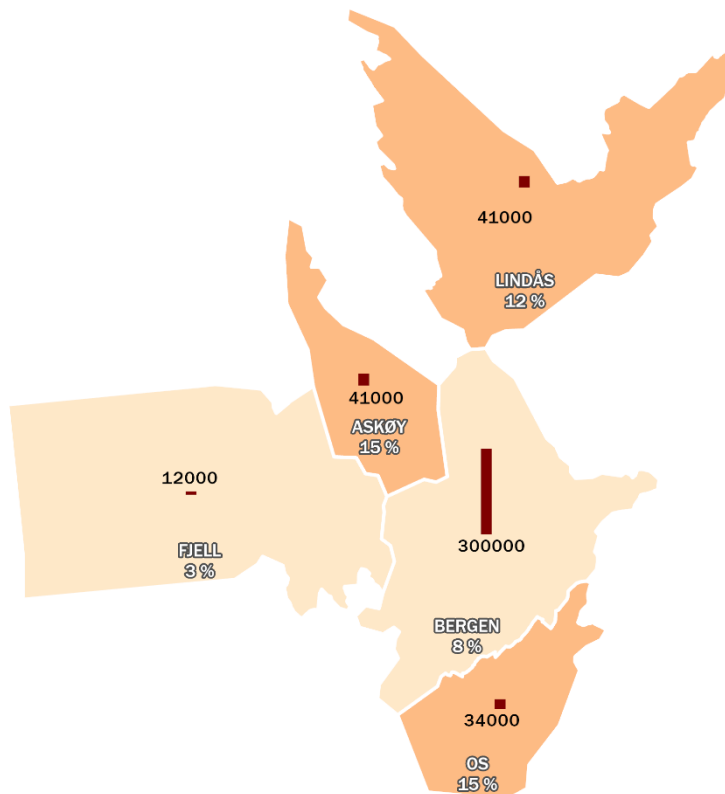 41000
LINDÅS
12 %
41000
ASKØY
15 %
12000
FJELL
3 %
300000
BERGEN
8 %
34000
OS
15 %